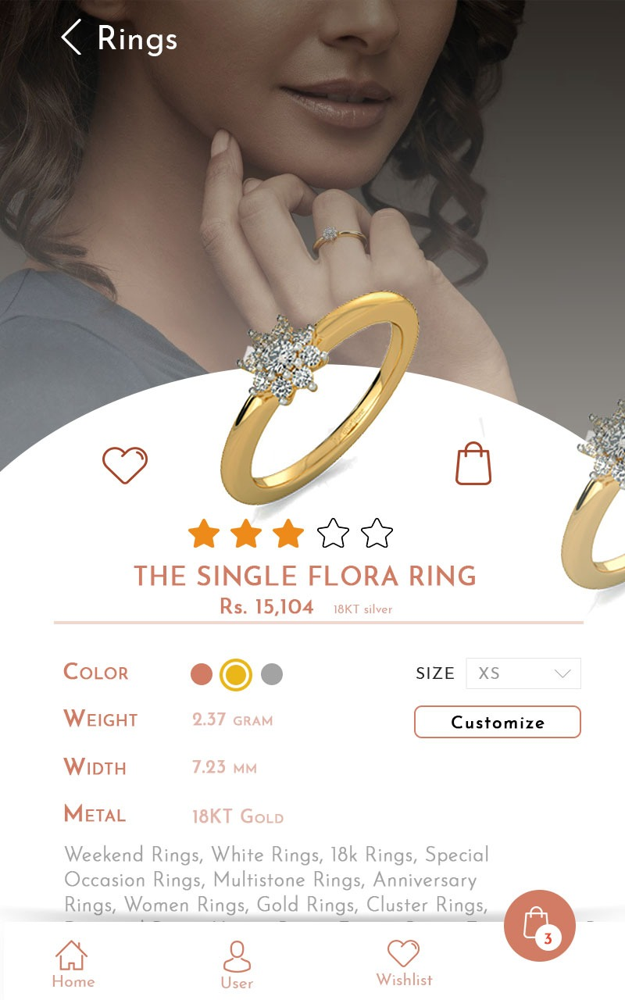 Rings
THE SINGLE FLORA RING
Rs. 15,104 18KT silver
COLOR
SIZE XS
WEIGHT 2.37 GRAM
Customize
WIDTH 7.23 MM
METAL 18KT GOLD
Weekend Rings, White Rings, 18k Rings, Special
Occasion Rings, Multistone Rings, Anniversary
Rings, Women Rings, Gold Rings, Cluster Rings,
3
Home
User
Wishlist